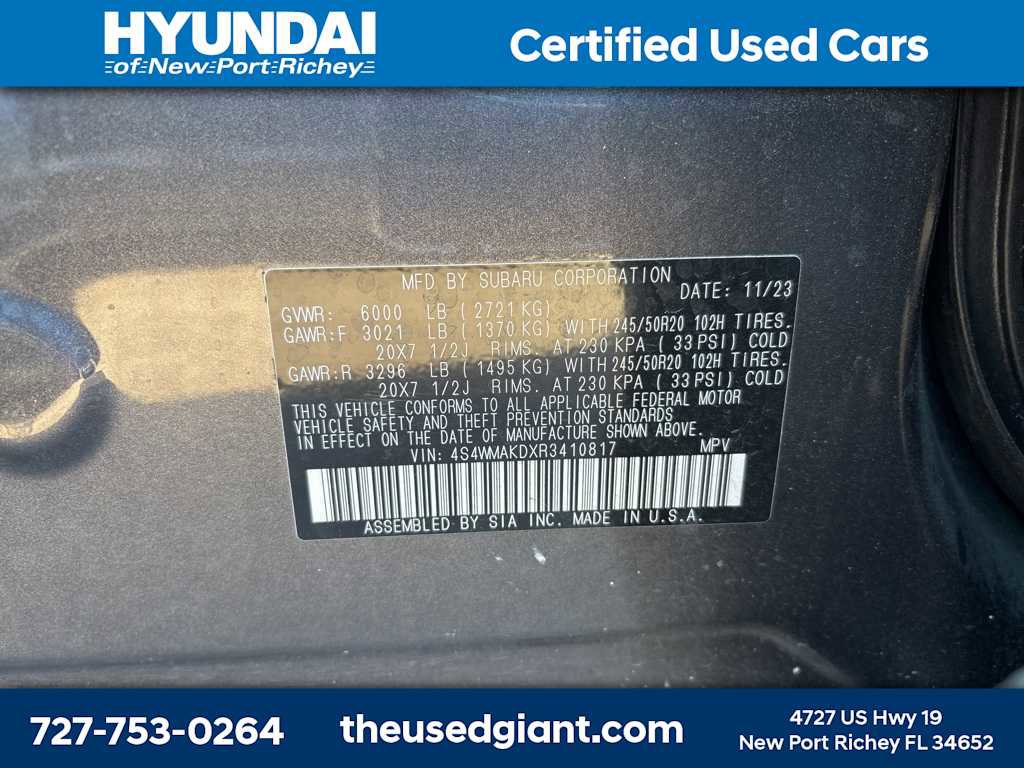 HYUNDAI
of New Port Richey
Certified Used Cars
MFD BY SUBARU CORPORATION
DATE: 11/23
GVWR: 6000 LB ( 2721 KG)
GAWR:F 3021 LB ( 1370 KG) WITH 245/50R20 102H TIRES.
20X7 1/2J RIMS. AT 230 KPA ( 33 PSI) COLD
GAWR:R 3296 LB ( 1495 KG) WITH 245/50R20 102H TIRES.
20X7 1/2J RIMS. AT 230 KPA ( 33 PSI) COLD
THIS VEHICLE CONFORMS TO ALL APPLICABLE FEDERAL MOTOR
VEHICLE SAFETY AND THEFT PREVENTION STANDARDS
IN EFFECT ON THE DATE OF MANUFACTURE SHOWN ABOVE.
VIN: 4S4WMAKDXR3410817 MPV
ASSEMBLED BY SIA INC. MADE IN U.S.A.
727-753-0264
theusedgiant.com
4727 US Hwy 19
New Port Richey FL 34652